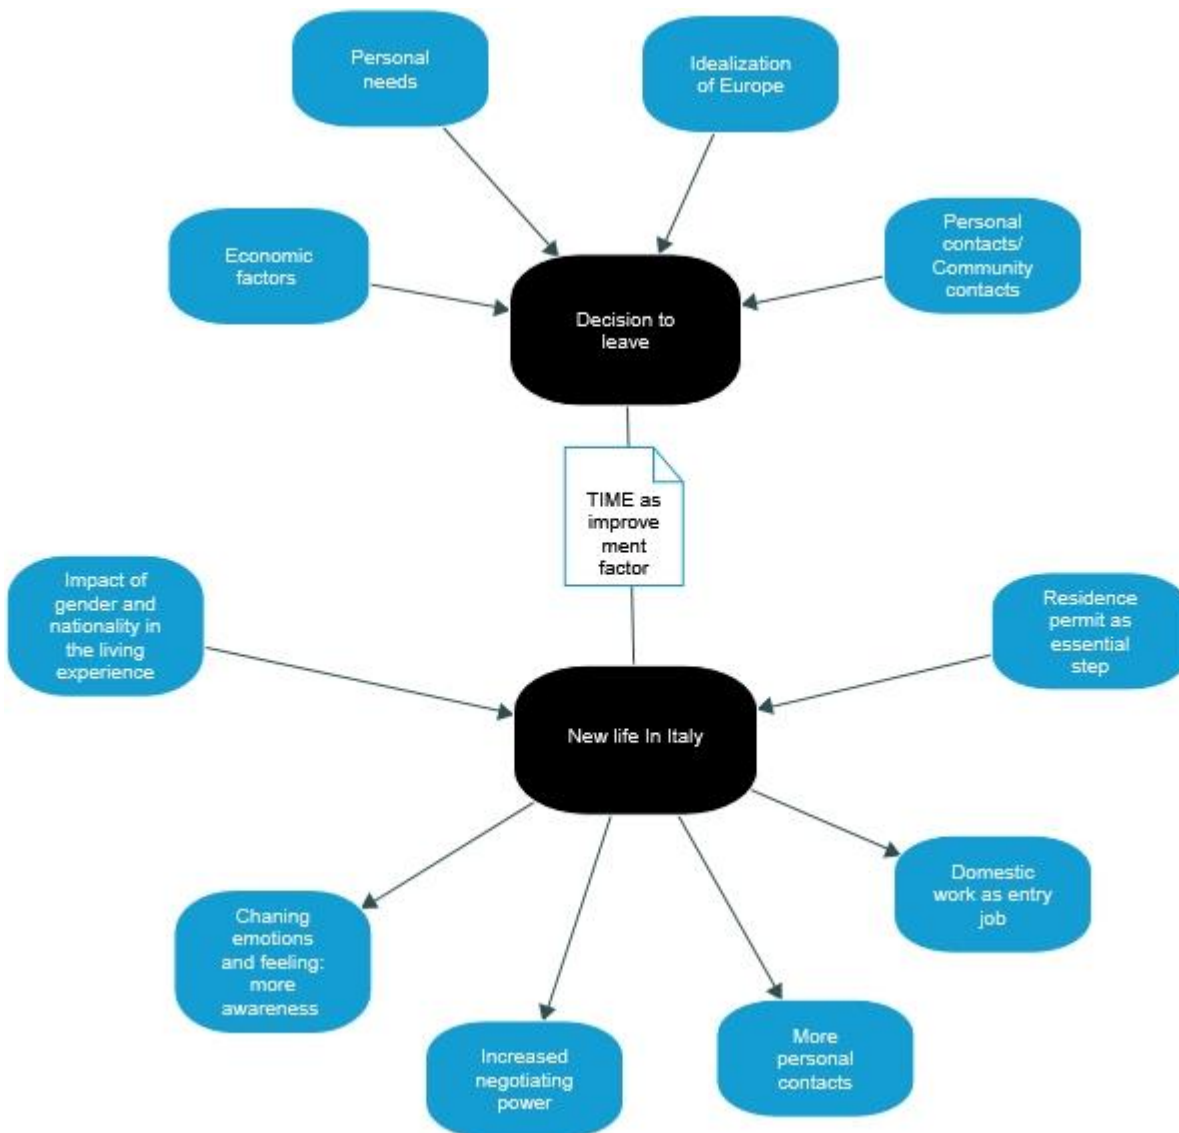 Personal
needs
Idealization
of Europe
Economic
factors
Personal
contacts/
Community
contacts
Decision to
leave
TIME as
improve
ment
factor
Impact of
gender and
nationality in
the living
experience
Residence
permit as
essential
step
New life In Italy
Domestic
work as entry
job
Chaning
emotions
and feeling:
more
awareness
Increased
negotiating
power
More
personal
contacts